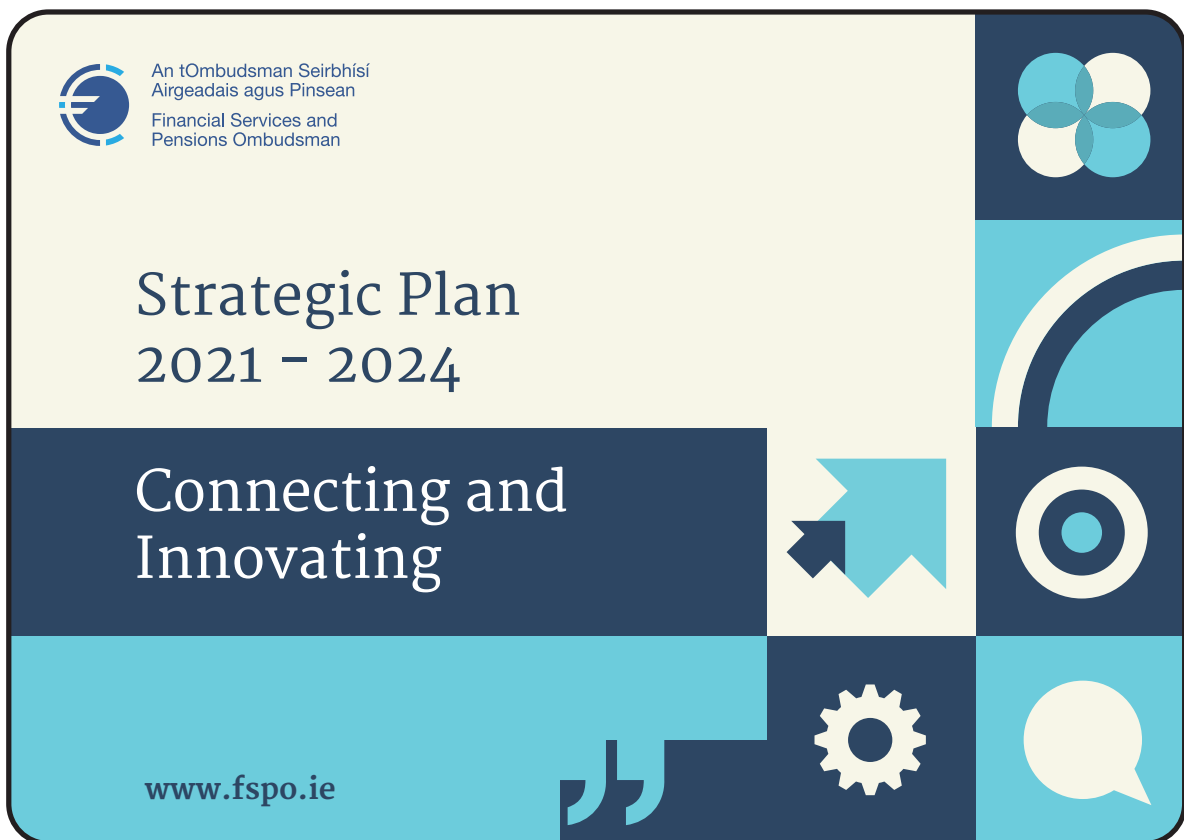 An tOmbudsman Seirbhísí
Airgeadais agus Pinsean
Financial Services and
Pensions Ombudsman
Strategic Plan
2021 - 2024
Connecting and
Innovating
www.fspo.ie